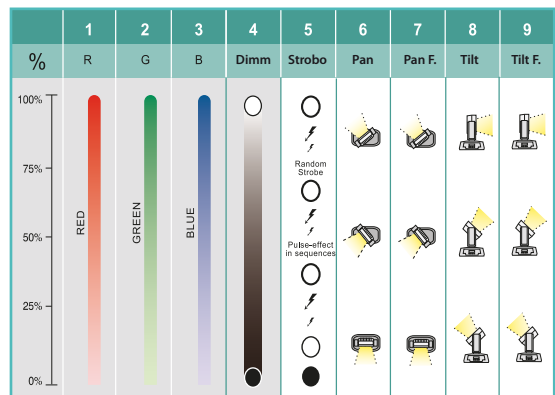 1 2 3 4 5 6 7 8 9
% R G B Dimm Strobo Pan Pan F. Tilt Tilt F.
100%
75%
50%
25%
0%
RED
GREEN
BLUE
Random
Strobe
Pulse-effect
in sequences